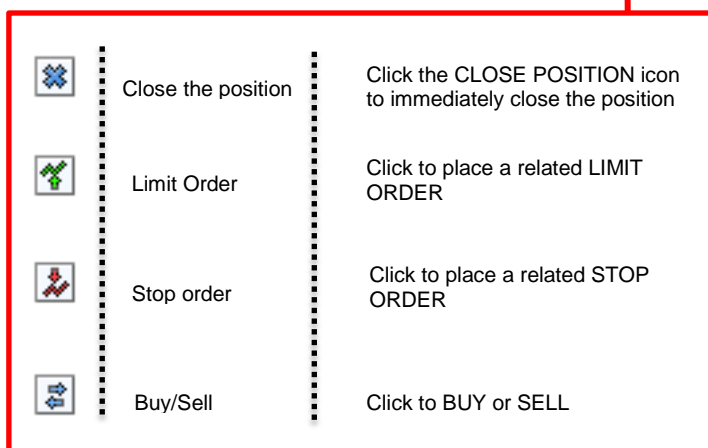 Close the position
Click the CLOSE POSITION icon
to immediately close the position
Limit Order
Click to place a related LIMIT
ORDER
Stop order
Click to place a related STOP
ORDER
Buy/Sell
Click to BUY or SELL